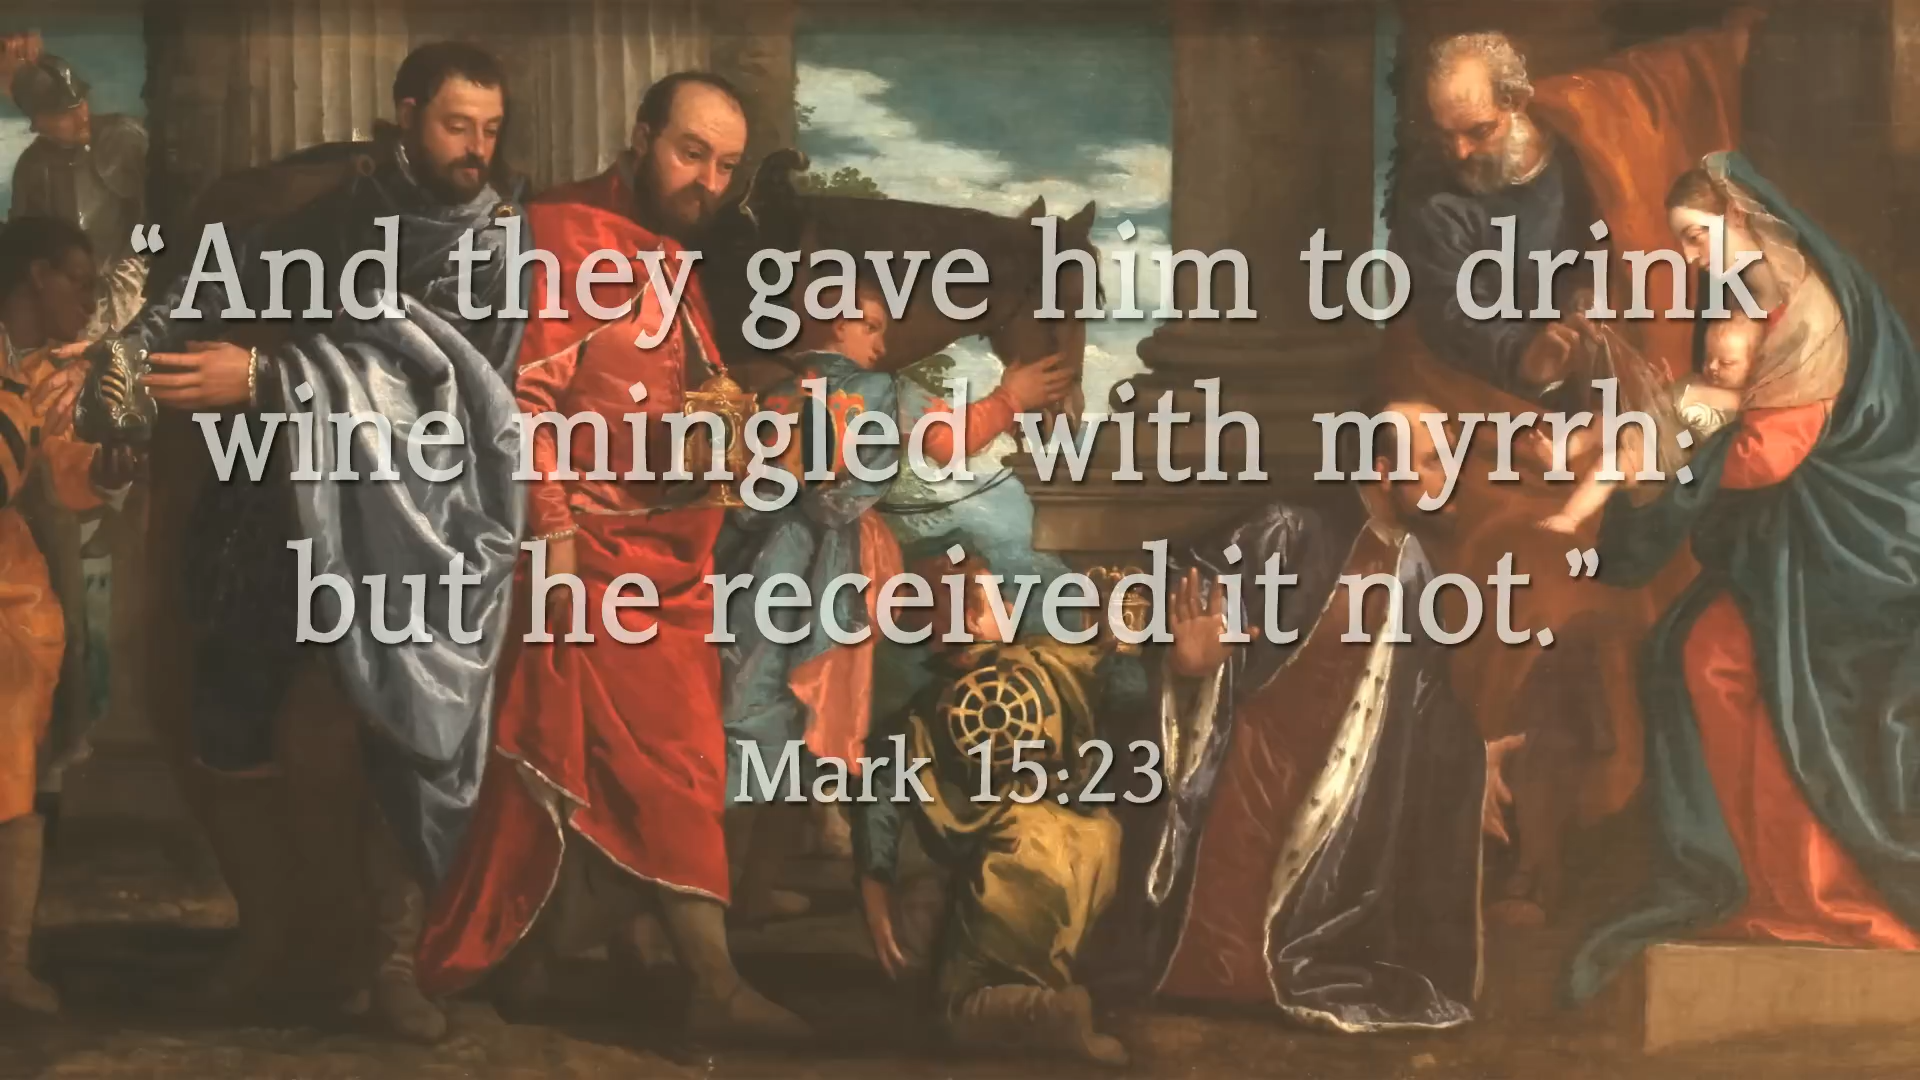 “And they gave him to drink
wine mingled with myrrh:
but he received it not.”
Mark 15:23